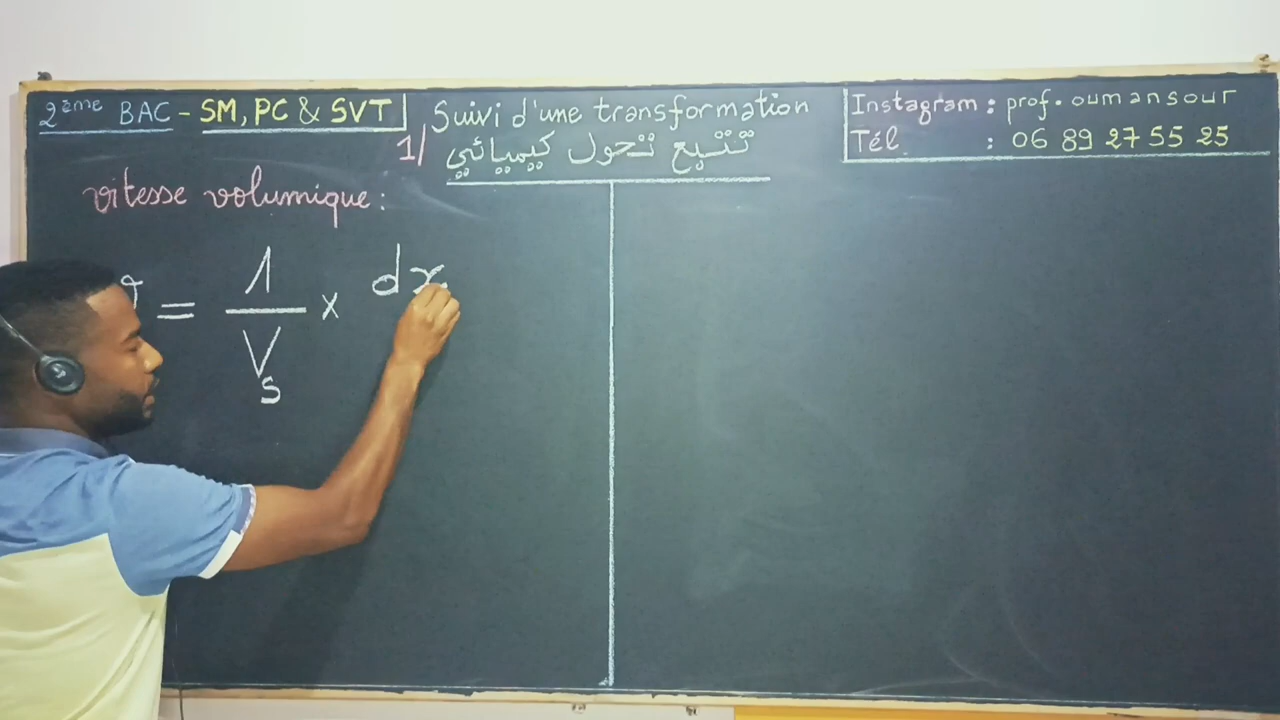 2ème BAC - SM, PC & SVT
Suivi d'une transformation
1/ تتبع تحول كيميائي
Instagram : prof.oumansour
Tél. : 06 89 27 55 25
vitesse volumique :
v = 1/V_s x dx